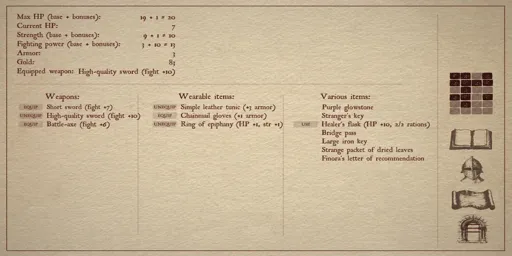 Max HP (base + bonuses): 19 + 1 = 20
Current HP: 7
Strength (base + bonuses): 9 + 1 = 10
Fighting power (base + bonuses): 3 + 10 = 13
Armor: 3
Gold: 83
Equipped weapon: High-quality sword (fight +10)
Weapons:
EQUIP Short sword (fight +7)
UNEQUIP High-quality sword (fight +10)
EQUIP Battle-axe (fight +6)
Wearable items:
UNEQUIP Simple leather tunic (+3 armor)
EQUIP Chainmail gloves (+1 armor)
UNEQUIP Ring of epiphany (HP +1, str +1)
Various items:
Purple glowstone
Stranger's key
USE Healer's flask (HP +10, 2/2 rations)
Bridge pass
Large iron key
Strange packet of dried leaves
Finara's letter of recommendation